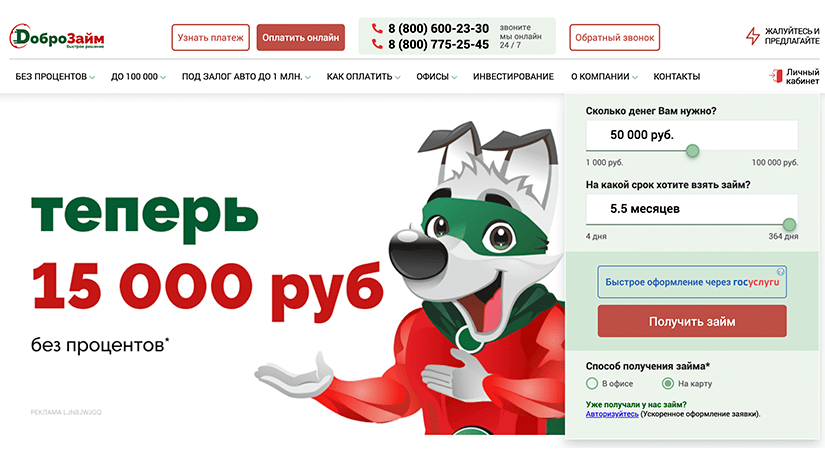 ДоброЗайм
быстрое решение
Узнать платеж
Оплатить онлайн
8 (800) 600-23-30
8 (800) 775-25-45
звоните
мы онлайн
24 / 7
Обратный звонок
ЖАЛУЙТЕСЬ И
ПРЕДЛАГАЙТЕ
БЕЗ ПРОЦЕНТОВ
ДО 100 000
ПОД ЗАЛОГ АВТО ДО 1 МЛН.
КАК ОПЛАТИТЬ
ОФИСЫ
ИНВЕСТИРОВАНИЕ
О КОМПАНИИ
КОНТАКТЫ
Личный
кабинет
теперь
15 000 руб
без процентов*
РЕКЛАМА LJN8JWJGQ
Сколько денег Вам нужно?
50 000 руб.
1 000 руб.
100 000 руб.
На какой срок хотите взять займ?
5.5 месяцев
4 дня
364 дня
Быстрое оформление через госуслуги
?
Получить займ
Способ получения займа*
В офисе
На карту
Уже получали у нас займ?
Авторизуйтесь (Ускоренное оформление заявки).